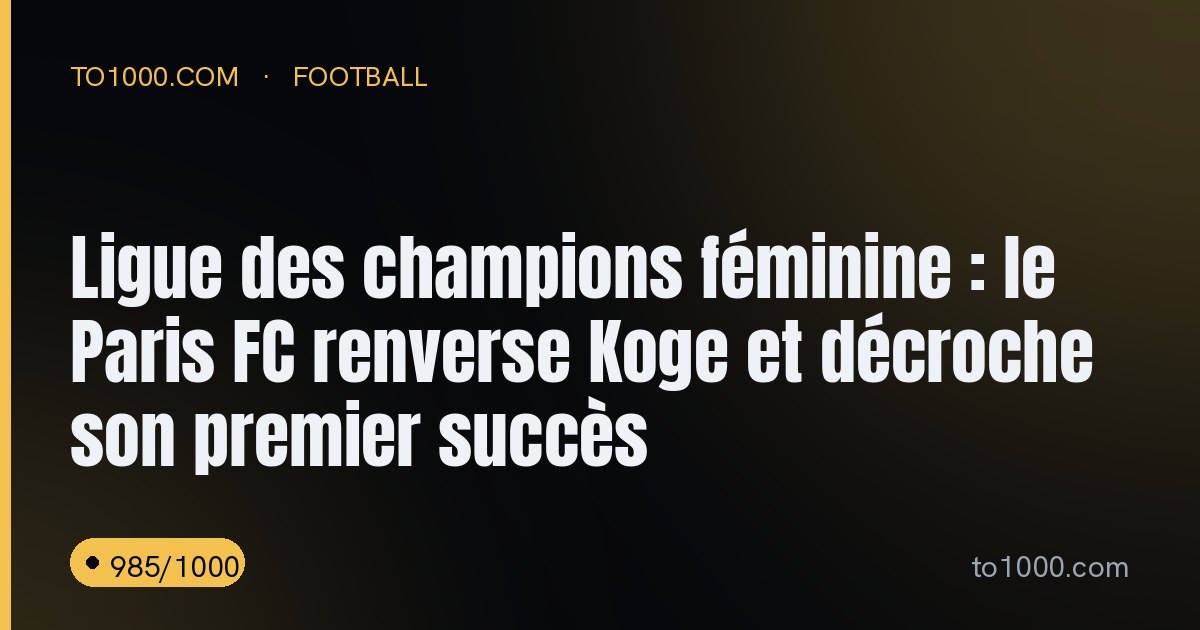 TO1000.COM · FOOTBALL
Ligue des champions féminine : le
Paris FC renverse Koge et décroche
son premier succès
985/1000
to1000.com